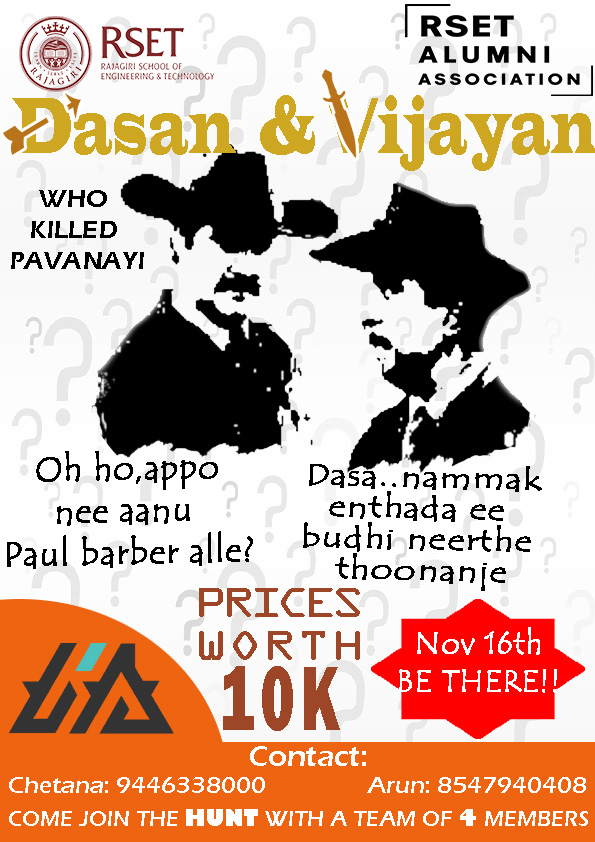 RSET
RAJAGIRI SCHOOL OF
ENGINEERING & TECHNOLOGY
RAJAGIRI
RSET
ALUMNI
ASSOCIATION
Dasan & Vijayan
WHO
KILLED
PAVANAYI
Oh ho,appo
nee aanu
Paul barber alle?
Dasa..nammak
enthada ee
budhi neerthe
thoonanje
PRICES
WORTH
10K
Nov 16th
BE THERE!!
Contact:
Chetana: 9446338000
Arun: 8547940408
COME JOIN THE HUNT WITH A TEAM OF 4 MEMBERS